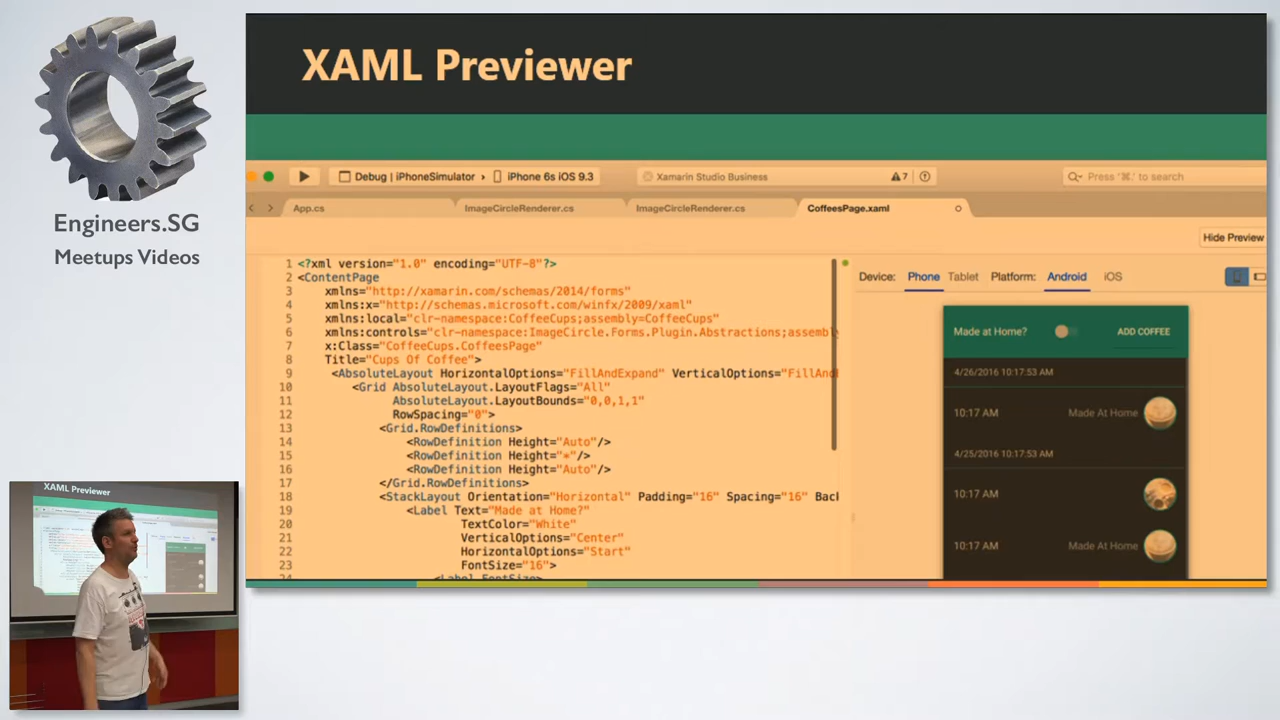 Engineers.SG
Meetups Videos
XAML Previewer
Debug | iPhoneSimulator › iPhone 6s iOS 9.3
Xamarin Studio Business
7
Press '⌘.' to search
App.cs
ImageCircleRenderer.cs
ImageCircleRenderer.cs
CoffeesPage.xaml
Hide Preview
1 <?xml version="1.0" encoding="UTF-8"?>
2 <ContentPage
3 xmlns="http://xamarin.com/schemas/2014/forms"
4 xmlns:x="http://schemas.microsoft.com/winfx/2009/xaml"
5 xmlns:local="clr-namespace:CoffeeCups;assembly=CoffeeCups"
6 xmlns:controls="clr-namespace:ImageCircle.Forms.Plugin.Abstractions;assembl
7 x:Class="CoffeeCups.CoffeesPage"
8 Title="Cups Of Coffee">
9 <AbsoluteLayout HorizontalOptions="FillAndExpand" VerticalOptions="FillAnd
10 <Grid AbsoluteLayout.LayoutFlags="All"
11 AbsoluteLayout.LayoutBounds="0,0,1,1"
12 RowSpacing="0">
13 <Grid.RowDefinitions>
14 <RowDefinition Height="Auto"/>
15 <RowDefinition Height="*"/>
16 <RowDefinition Height="Auto"/>
17 </Grid.RowDefinitions>
18 <StackLayout Orientation="Horizontal" Padding="16" Spacing="16" Back
19 <Label Text="Made at Home?"
20 TextColor="White"
21 VerticalOptions="Center"
22 HorizontalOptions="Start"
23 FontSize="16">
24 <Label.FontSize>
Device: Phone Tablet Platform: Android iOS
Made at Home? ADD COFFEE
4/26/2016 10:17:53 AM
10:17 AM Made At Home
4/25/2016 10:17:53 AM
10:17 AM
10:17 AM Made At Home
XAML Previewer